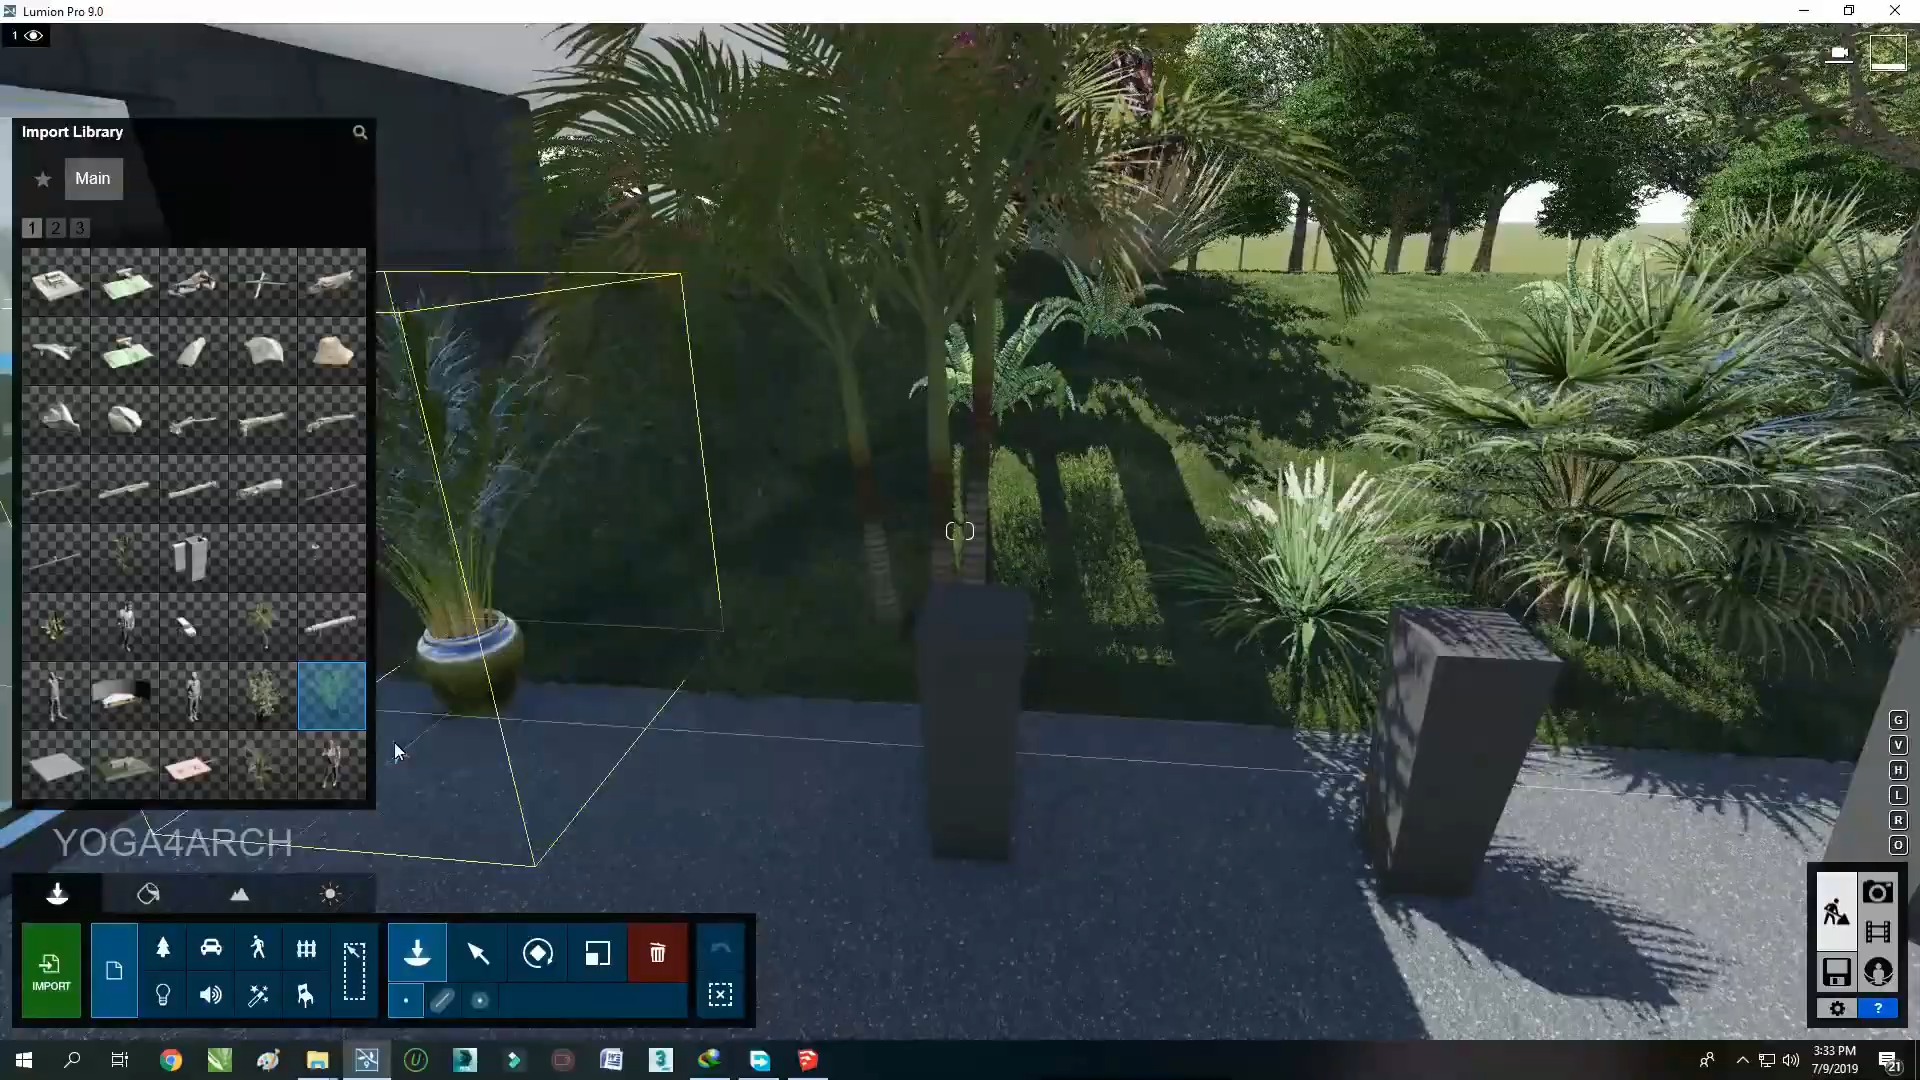 Lumion Pro 9.0
1
Import Library
Main
1 2 3
G
V
H
L
R
O
YOGA4ARCH
IMPORT
?
3:33 PM
7/9/2019
21